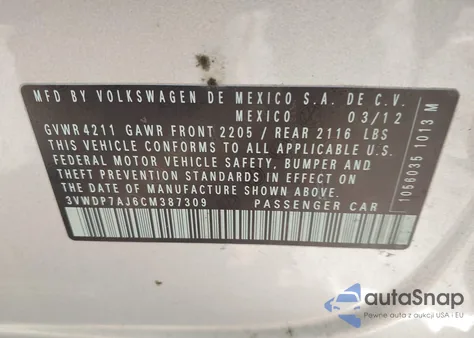 MFD BY VOLKSWAGEN DE MEXICO S.A. DE C.V.
MEXICO 03/12
GVWR 4211 GAWR FRONT 2205 / REAR 2116 LBS
THIS VEHICLE CONFORMS TO ALL APPLICABLE U.S.
FEDERAL MOTOR VEHICLE SAFETY, BUMPER AND
THEFT PREVENTION STANDARDS IN EFFECT ON THE
DATE OF MANUFACTURE SHOWN ABOVE.
3VWDP7AJ6CM387309 PASSENGER CAR
1056035 1013 M
autoSnap
Pewne auta z aukcji USA i EU